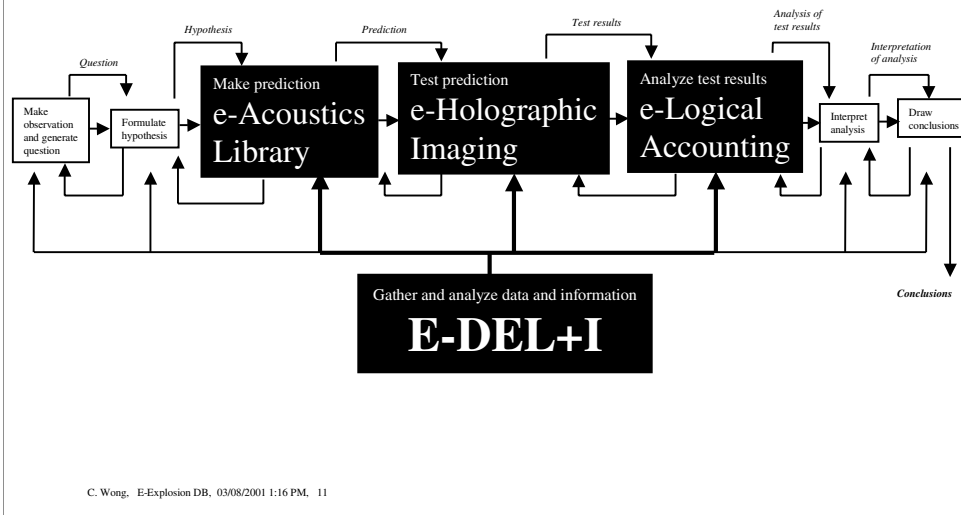 Hypothesis
Prediction
Test results
Analysis of
test results
Question
Interpretation
of analysis
Make
observation
and generate
question
Formulate
hypothesis
Make prediction
e-Acoustics
Library
Test prediction
e-Holographic
Imaging
Analyze test results
e-Logical
Accounting
Interpret
analysis
Draw
conclusions
Conclusions
Gather and analyze data and information
E-DEL+I
C. Wong, E-Explosion DB, 03/08/2001 1:16 PM, 11